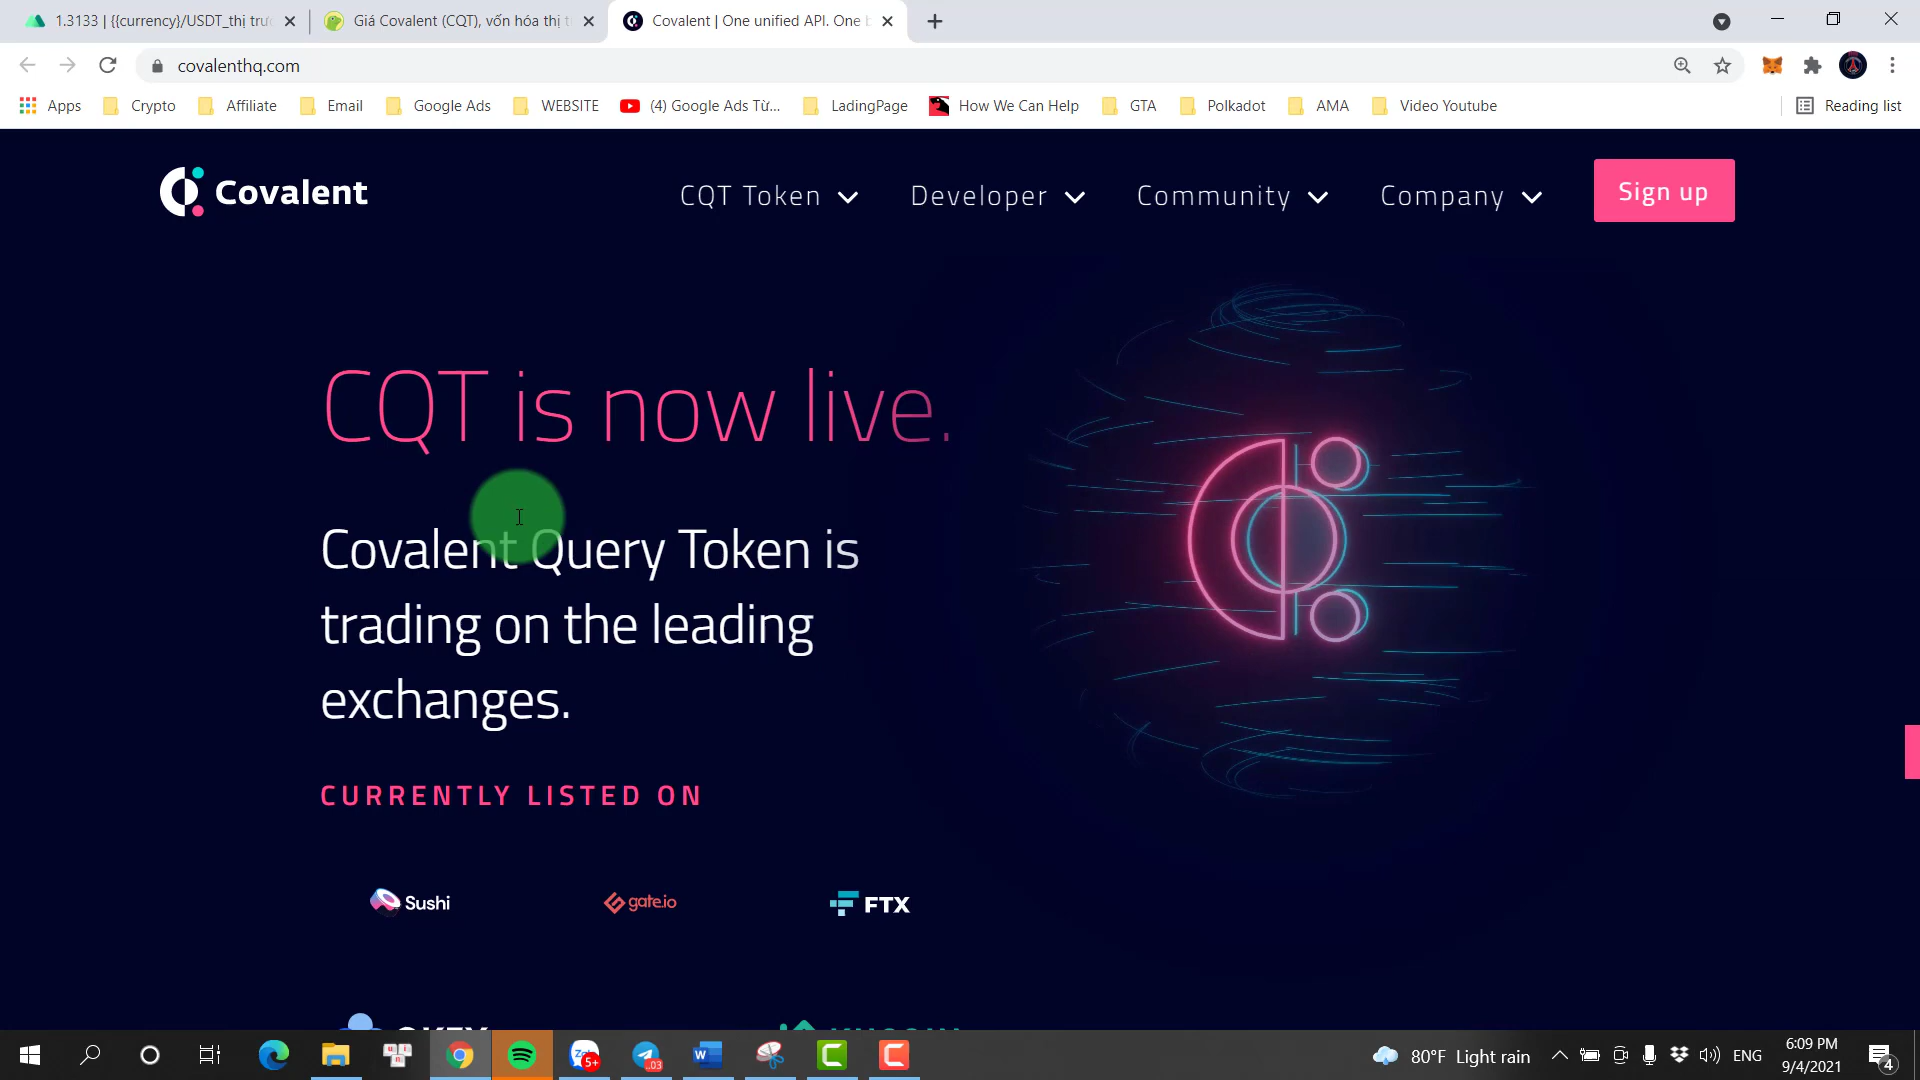 1.3133 | {{currency}/USDT_thị trư
Giá Covalent (CQT), vốn hóa thị t
Covalent | One unified API. One b
covalenthq.com
Apps
Crypto
Affiliate
Email
Google Ads
WEBSITE
(4) Google Ads Từ...
LadingPage
How We Can Help
GTA
Polkadot
AMA
Video Youtube
Reading list
Covalent
CQT Token
Developer
Community
Company
Sign up
CQT is now live.
Covalent Query Token is
trading on the leading
exchanges.
CURRENTLY LISTED ON
Sushi
gate.io
FTX
80°F Light rain
ENG
6:09 PM
9/4/2021
4
5+
.03